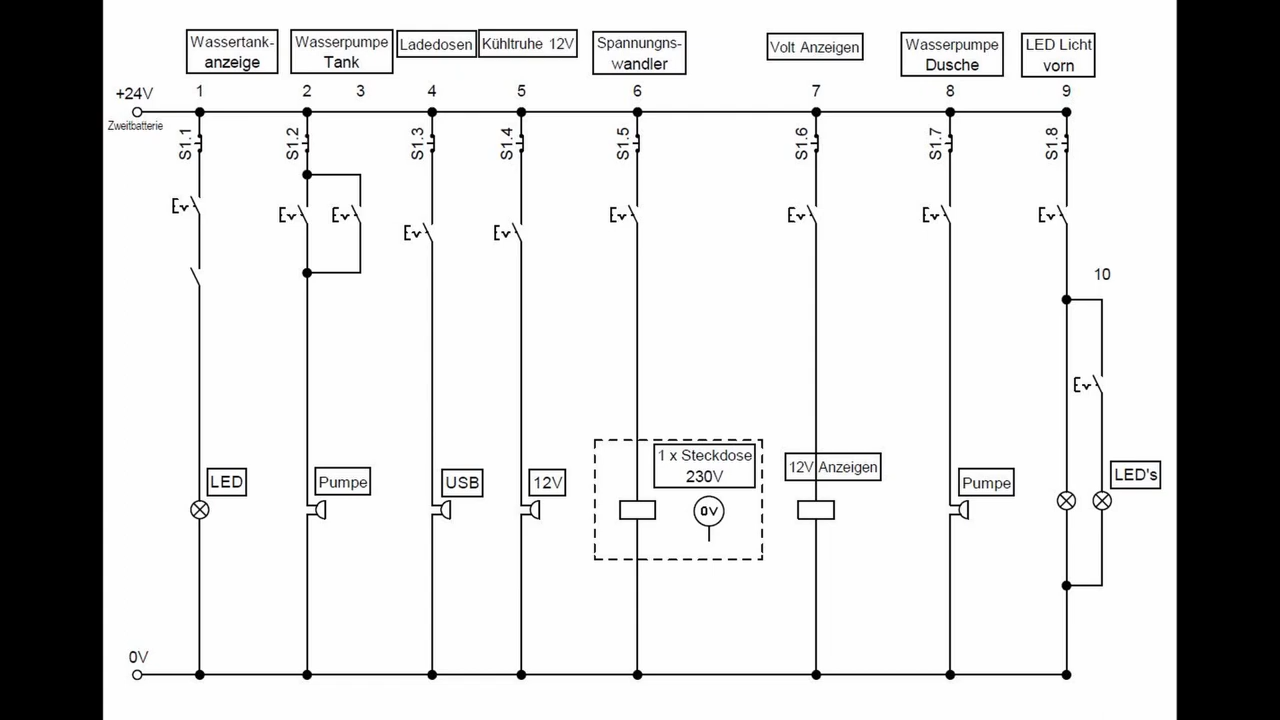 Wassertank-
anzeige
Wasserpumpe
Tank
Ladedosen
Kühltruhe 12V
Spannungns-
wandler
Volt Anzeigen
Wasserpumpe
Dusche
LED Licht
vorn
+24V
1
2
3
4
5
6
7
8
9
Zweitbatterie
S1.1
S1.2
S1.3
S1.4
S1.5
S1.6
S1.7
S1.8
10
1 x Steckdose
230V
12V Anzeigen
LED
Pumpe
USB
12V
Pumpe
LED's
0V
0V